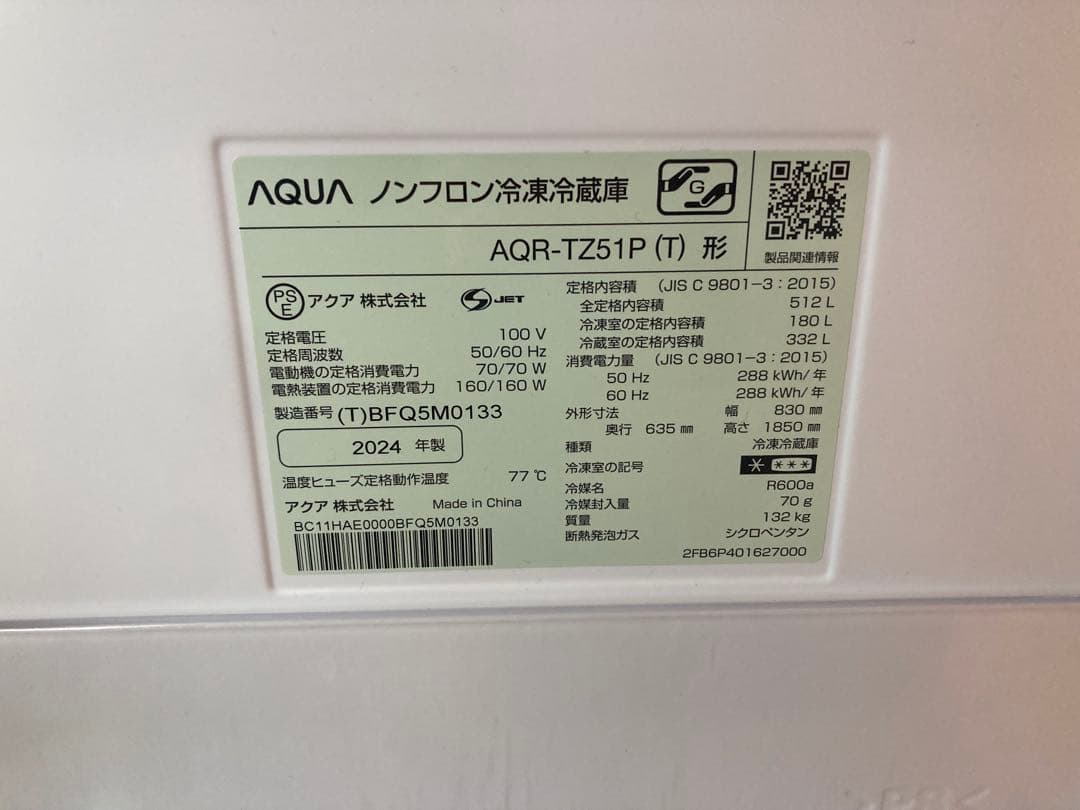 AQUA ノンフロン冷凍冷蔵庫 G
AQR-TZ51P (T) 形
製品関連情報
PS E アクア 株式会社 S JET
定格電圧 100 V
定格周波数 50/60 Hz
電動機の定格消費電力 70/70 W
電熱装置の定格消費電力 160/160 W
製造番号 (T)BFQ5M0133
2024 年製
温度ヒューズ定格動作温度 77 ℃
アクア 株式会社 Made in China
BC11HAE0000BFQ5M0133
定格内容積 (JIS C 9801-3:2015)
全定格内容積 512 L
冷凍室の定格内容積 180 L
冷蔵室の定格内容積 332 L
消費電力量 (JIS C 9801-3:2015)
50 Hz 288 kWh/年
60 Hz 288 kWh/年
外形寸法 幅 830 mm
奥行 635 mm 高さ 1850 mm
種類 冷凍冷蔵庫
冷凍室の記号 * ***
冷媒名 R600a
冷媒封入量 70 g
質量 132 kg
断熱発泡ガス シクロペンタン
2FB6P401627000